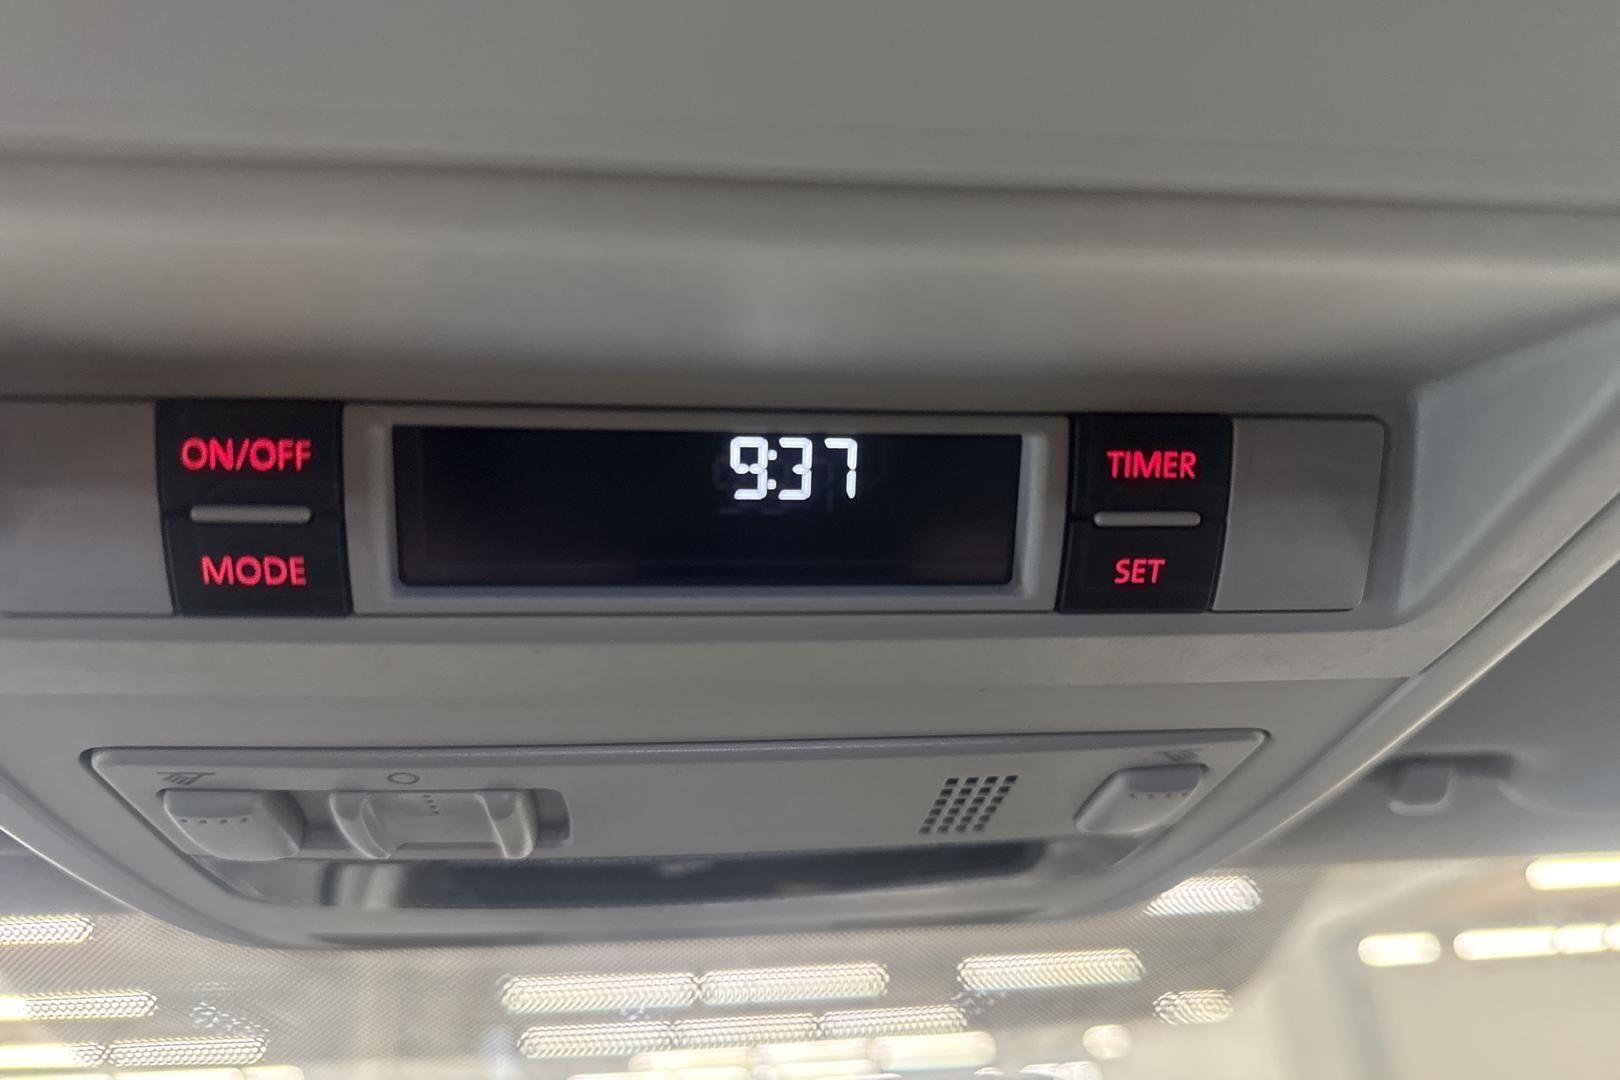 ON/OFF
9:37
TIMER
MODE
SET